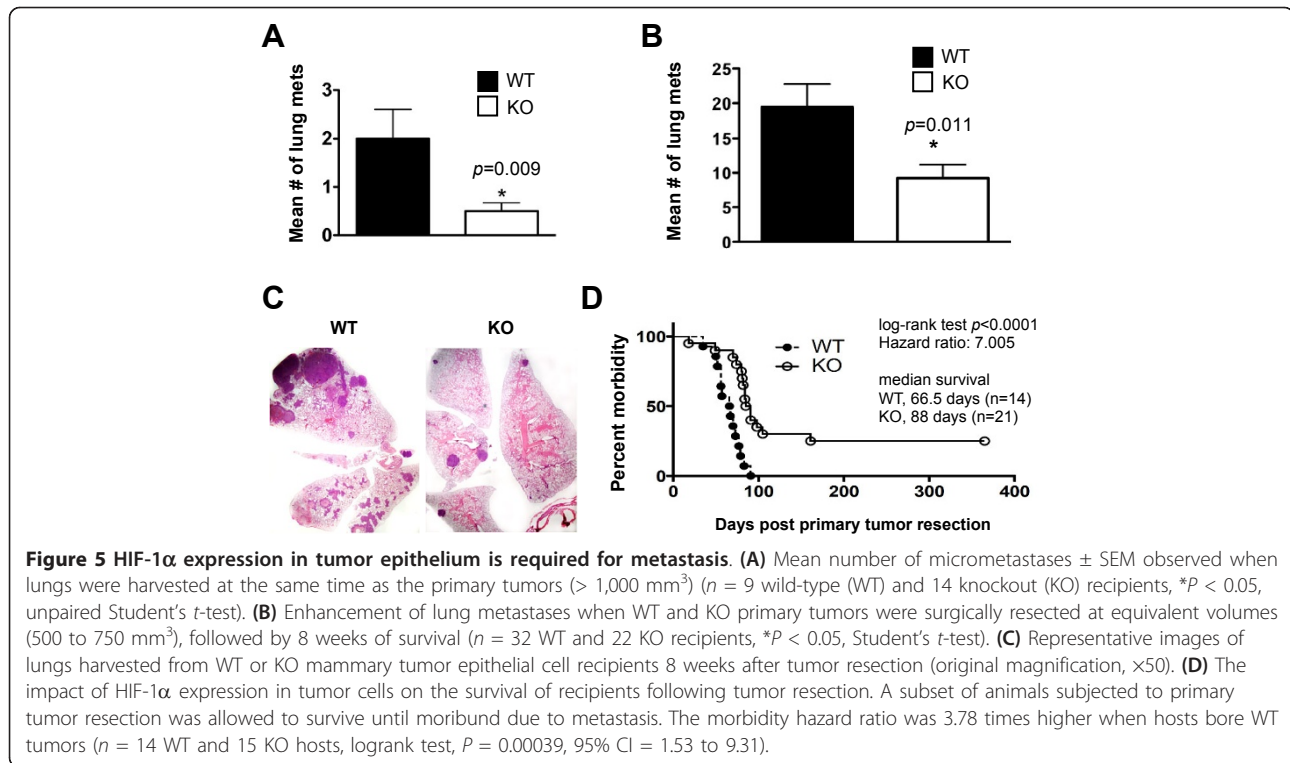 A
WT
KO
3
2
1
0
Mean # of lung mets
p=0.009
*
B
WT
KO
25
20
15
10
5
0
Mean # of lung mets
p=0.011
*
C
WT
KO
D
100
50
0
Percent morbidity
WT
KO
log-rank test p<0.0001
Hazard ratio: 7.005
median survival
WT, 66.5 days (n=14)
KO, 88 days (n=21)
0 100 200 300 400
Days post primary tumor resection
Figure 5 HIF-1α expression in tumor epithelium is required for metastasis. (A) Mean number of micrometastases ± SEM observed when
lungs were harvested at the same time as the primary tumors (> 1,000 mm³) (n = 9 wild-type (WT) and 14 knockout (KO) recipients, *P < 0.05,
unpaired Student's t-test). (B) Enhancement of lung metastases when WT and KO primary tumors were surgically resected at equivalent volumes
(500 to 750 mm³), followed by 8 weeks of survival (n = 32 WT and 22 KO recipients, *P < 0.05, Student's t-test). (C) Representative images of
lungs harvested from WT or KO mammary tumor epithelial cell recipients 8 weeks after tumor resection (original magnification, ×50). (D) The
impact of HIF-1α expression in tumor cells on the survival of recipients following tumor resection. A subset of animals subjected to primary
tumor resection was allowed to survive until moribund due to metastasis. The morbidity hazard ratio was 3.78 times higher when hosts bore WT
tumors (n = 14 WT and 15 KO hosts, logrank test, P = 0.00039, 95% CI = 1.53 to 9.31).